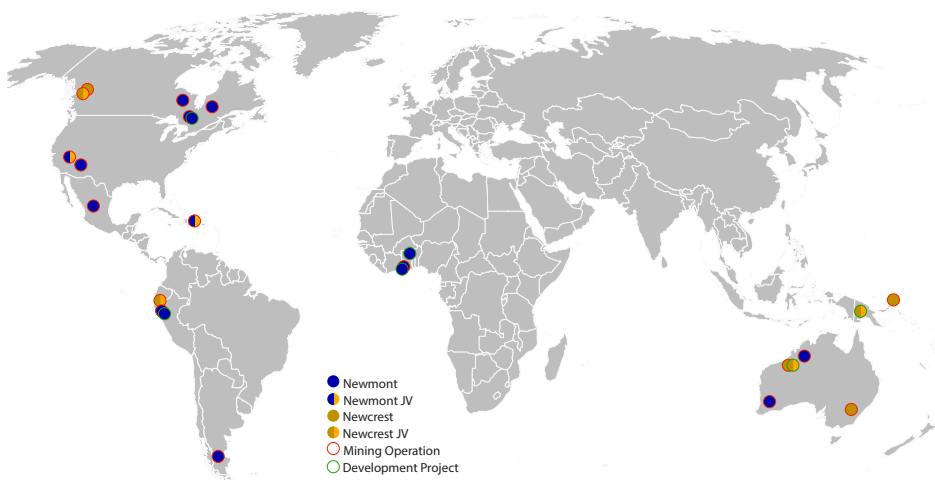 Newmont
Newmont JV
Newcrest
Newcrest JV
Mining Operation
Development Project